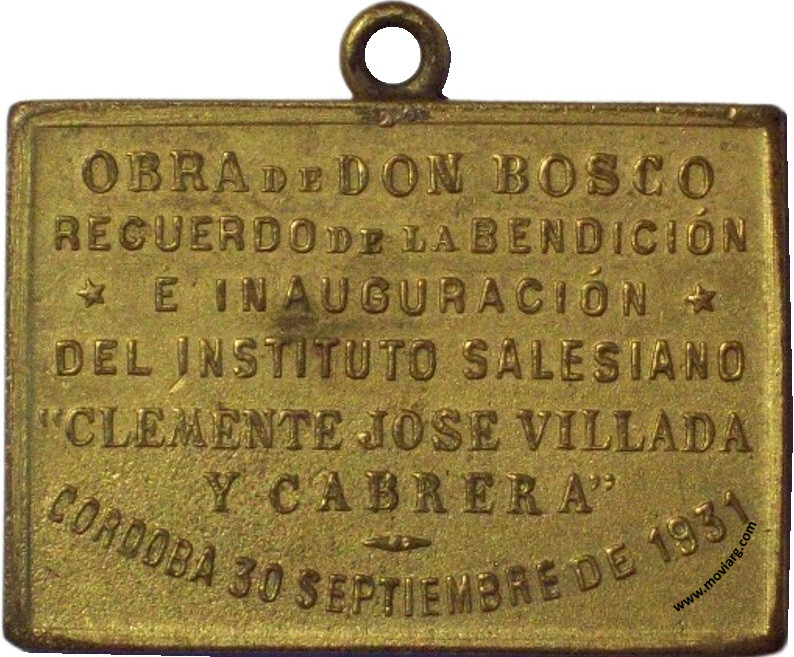 OBRA DE DON BOSCO
RECUERDO DE LA BENDICIÓN
E INAUGURACIÓN
DEL INSTITUTO SALESIANO
"CLEMENTE JOSE VILLADA
Y CABRERA"
CORDOBA 30 SEPTIEMBRE DE 1931
www.moviarg.com